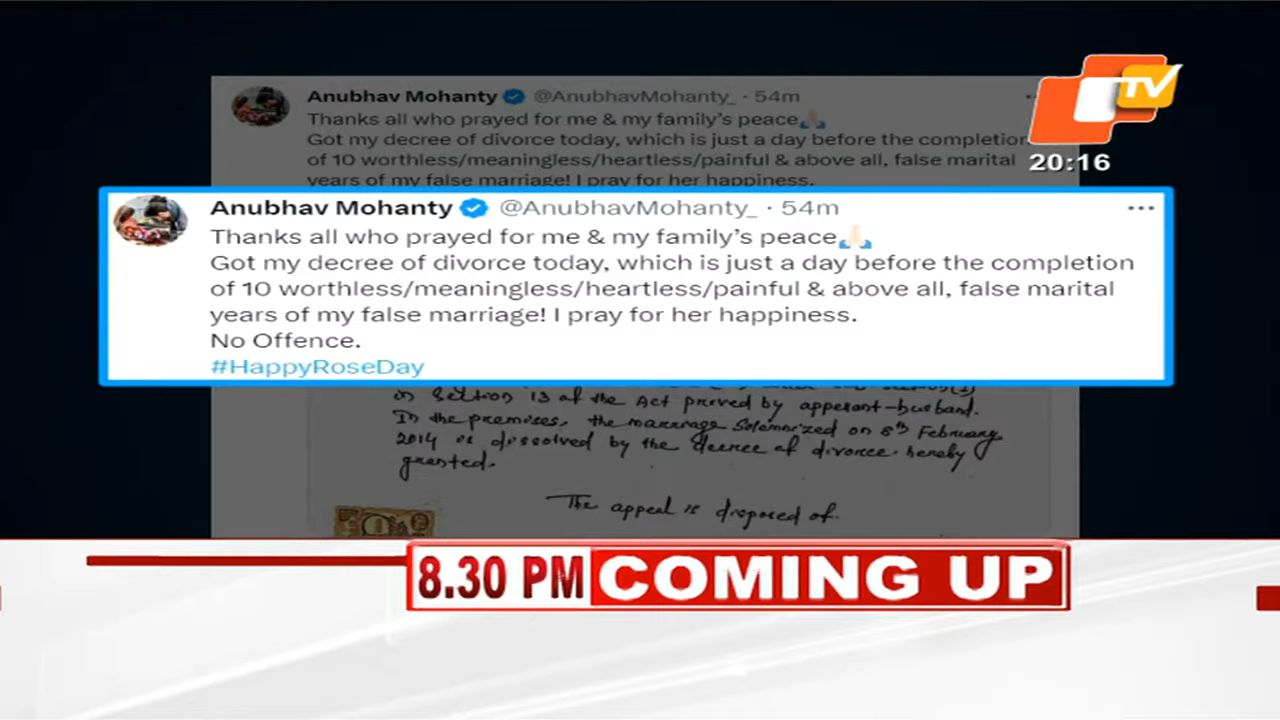 TV
20:16
Anubhav Mohanty @AnubhavMohanty_ · 54m
Thanks all who prayed for me & my family's peace🙏🏻
Got my decree of divorce today, which is just a day before the completion
of 10 worthless/meaningless/heartless/painful & above all, false marital
years of my false marriage! I pray for her happiness.
Anubhav Mohanty @AnubhavMohanty_ · 54m ...
Thanks all who prayed for me & my family's peace🙏🏻
Got my decree of divorce today, which is just a day before the completion
of 10 worthless/meaningless/heartless/painful & above all, false marital
years of my false marriage! I pray for her happiness.
No Offence.
#HappyRoseDay
in Section 13 of the Act proved by appellant-husband.
In the premises, the marriage solemnized on 8th February
2014 is dissolved by the decree of divorce hereby
granted.
The appeal is disposed of.
8.30 PM COMING UP